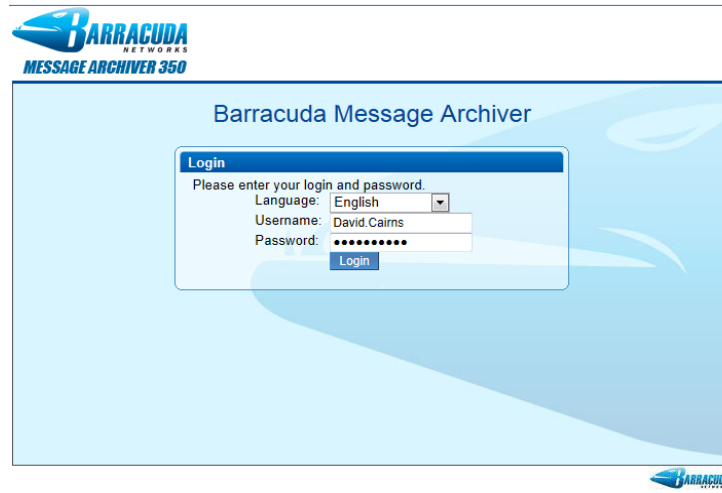 BARRACUDA
NETWORKS
MESSAGE ARCHIVER 350
Barracuda Message Archiver
Login
Please enter your login and password.
Language: English
Username: David.Cairns
Password: ••••••••••
Login